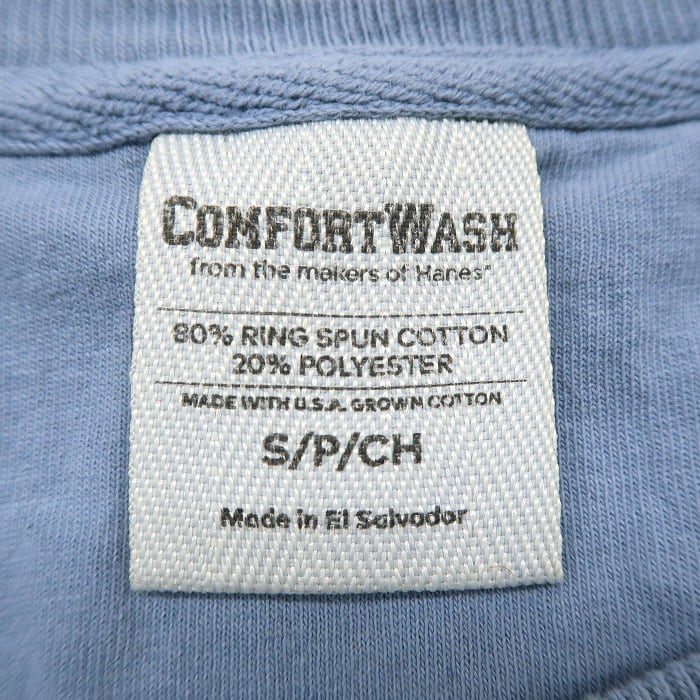 COMFORTWASH
from the makers of Hanes®
80% RING SPUN COTTON
20% POLYESTER
MADE WITH U.S.A. GROWN COTTON
S/P/CH
Made in El Salvador